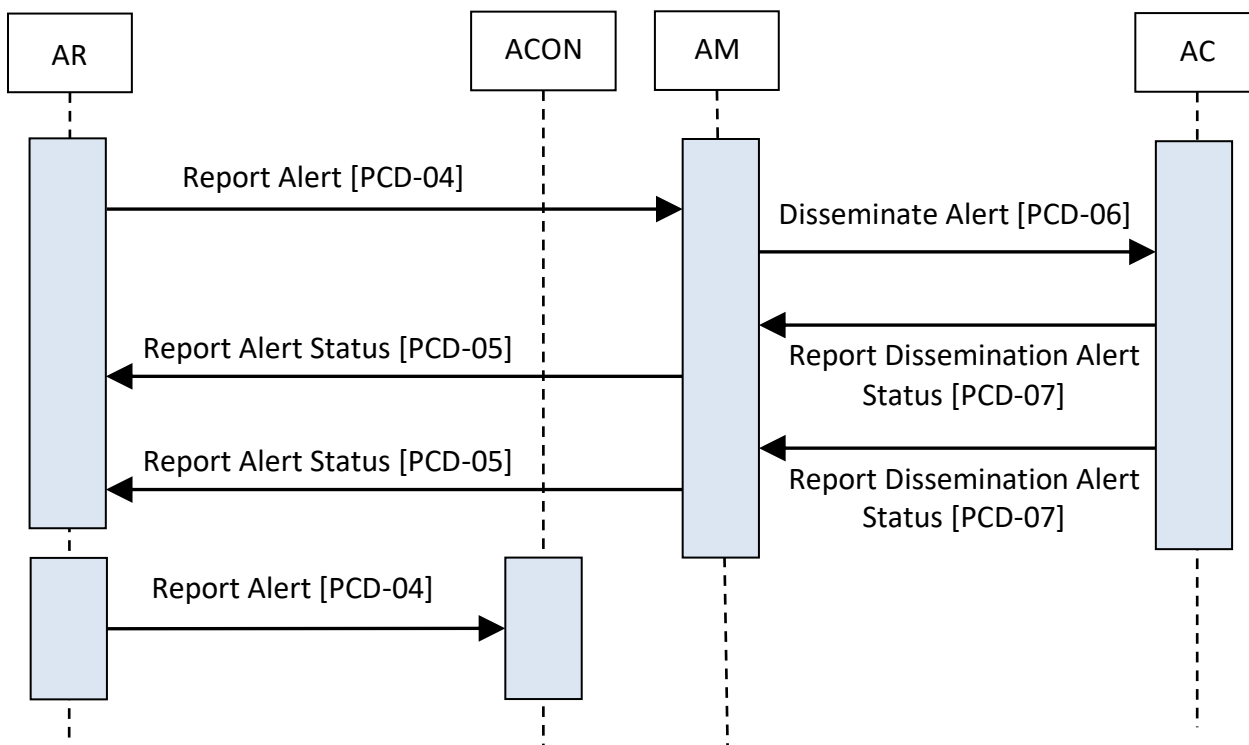 AR
ACON
AM
AC
Report Alert [PCD-04]
Disseminate Alert [PCD-06]
Report Alert Status [PCD-05]
Report Dissemination Alert
Status [PCD-07]
Report Alert Status [PCD-05]
Report Dissemination Alert
Status [PCD-07]
Report Alert [PCD-04]